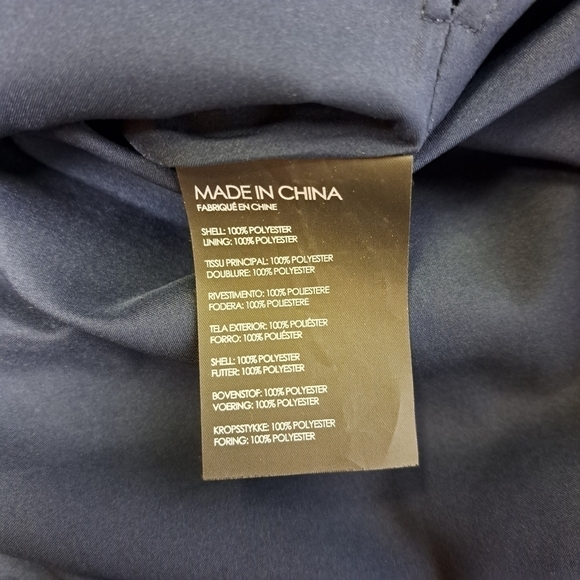 MADE IN CHINA
FABRIQUÉ EN CHINE
SHELL: 100% POLYESTER
LINING: 100% POLYESTER
TISSU PRINCIPAL: 100% POLYESTER
DOUBLURE: 100% POLYESTER
RIVESTIMENTO: 100% POLIESTERE
FODERA: 100% POLIESTERE
TELA EXTERIOR: 100% POLIÉSTER
FORRO: 100% POLIÉSTER
SHELL: 100% POLYESTER
FUTTER: 100% POLYESTER
BOVENSTOF: 100% POLYESTER
VOERING: 100% POLYESTER
KROPSSTYKKE: 100% POLYESTER
FORING: 100% POLYESTER